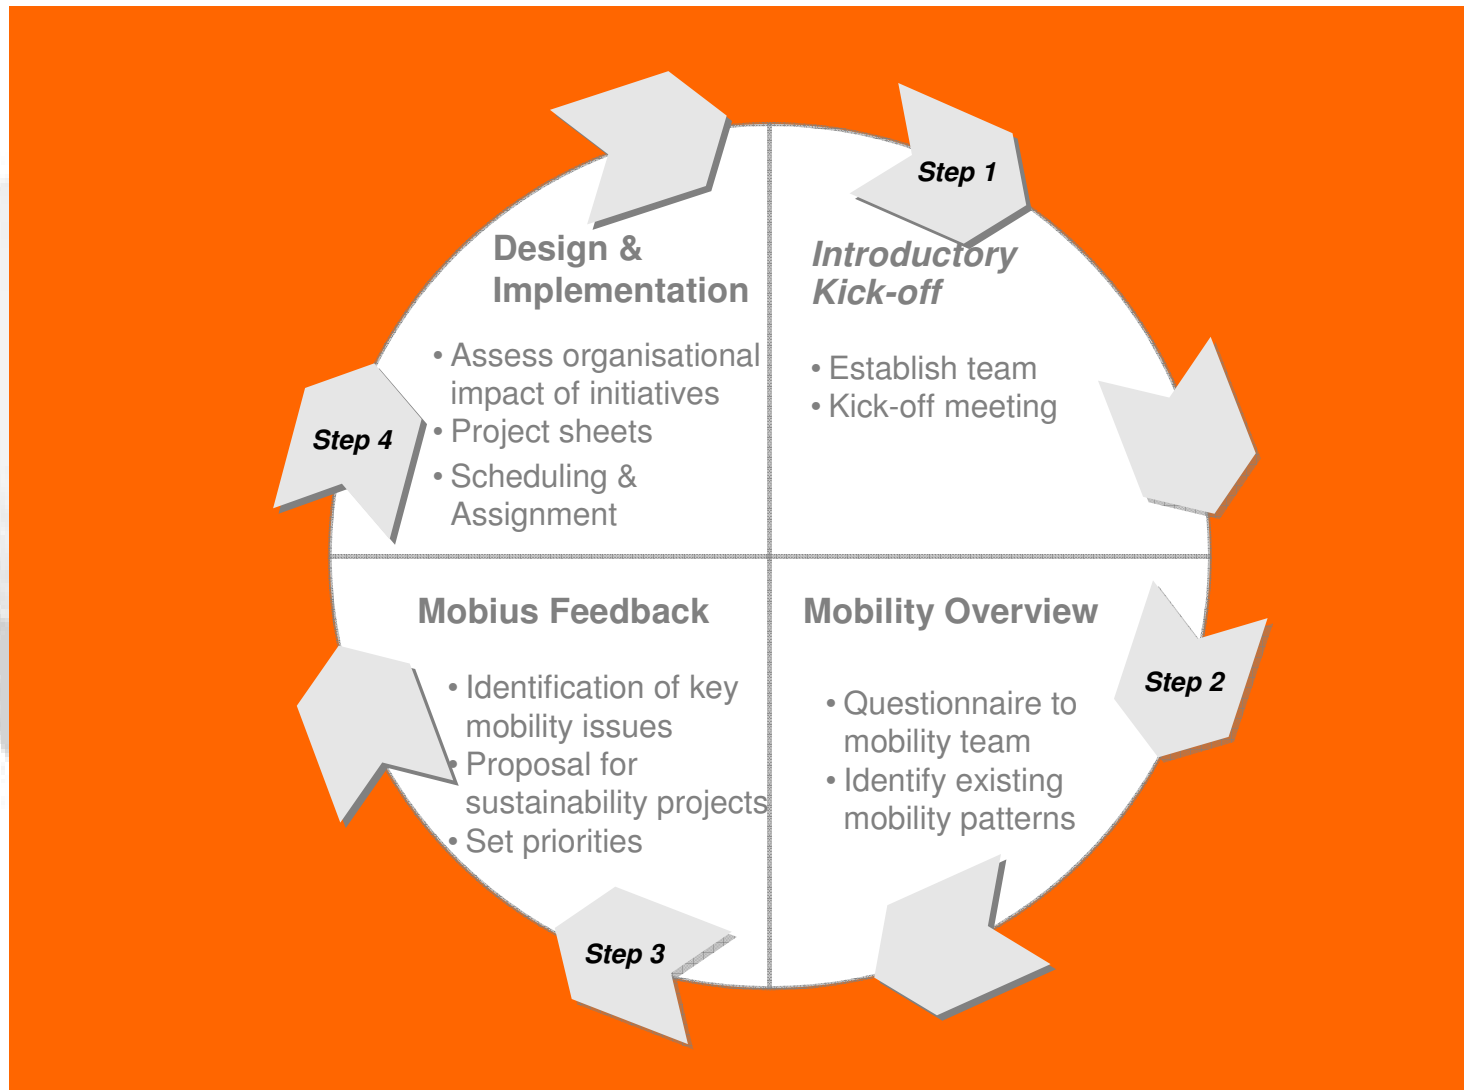 Step 1
Introductory
Kick-off
• Establish team
• Kick-off meeting
Step 2
Mobility Overview
• Questionnaire to
mobility team
• Identify existing
mobility patterns
Step 3
Mobius Feedback
• Identification of key
mobility issues
• Proposal for
sustainability projects
• Set priorities
Step 4
Design &
Implementation
• Assess organisational
impact of initiatives
• Project sheets
• Scheduling &
Assignment